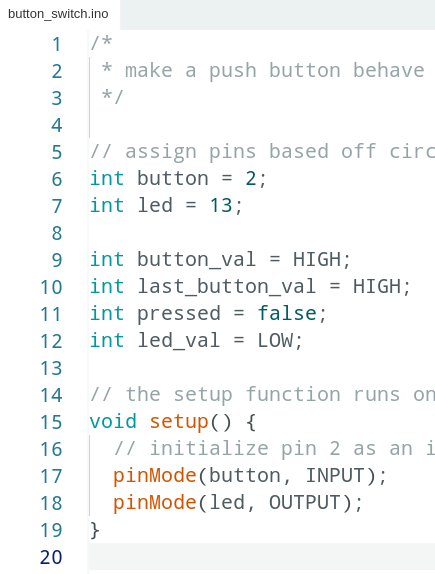 button_switch.ino
1 /*
2  * make a push button behave
3  */
4
5 // assign pins based off circ
6 int button = 2;
7 int led = 13;
8
9 int button_val = HIGH;
10 int last_button_val = HIGH;
11 int pressed = false;
12 int led_val = LOW;
13
14 // the setup function runs on
15 void setup() {
16   // initialize pin 2 as an i
17   pinMode(button, INPUT);
18   pinMode(led, OUTPUT);
19 }
20